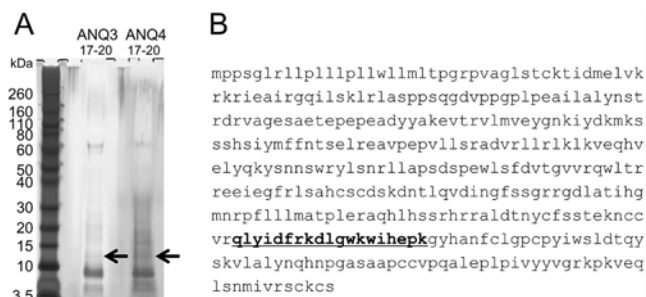 A
B
ANQ3 ANQ4
17-20 17-20
kDa
260
160
110
80
60
50
40
30
20
15
10
3.5
mppsglrllplllpllwllmltpgrpvaglstcktidmelvk
rkrieairgqilsklrlasppsqgdvppgplpeailalynst
rdrvagesaetepepeadyyakevtrvlmveygnkiydkmks
sshsiymffntselreavpepvllsradvrllrlklkveqhv
elyqkysnnswrylsnrllapsdspewlsfdvtgvvrqwltr
reeiegfrlsahcscdskdntlqvdingfssgrrgdlatihg
mnrpflllmatpleraqhlhssrhrraldtnycfssteknccc
vrqlyidfrkdlgwkwihepkgyhanfclgpcpyiwsldtqy
skvlalynqhnpgasaapccvpqaleplpivyyvgrkpkveq
lsnmivrsckcs